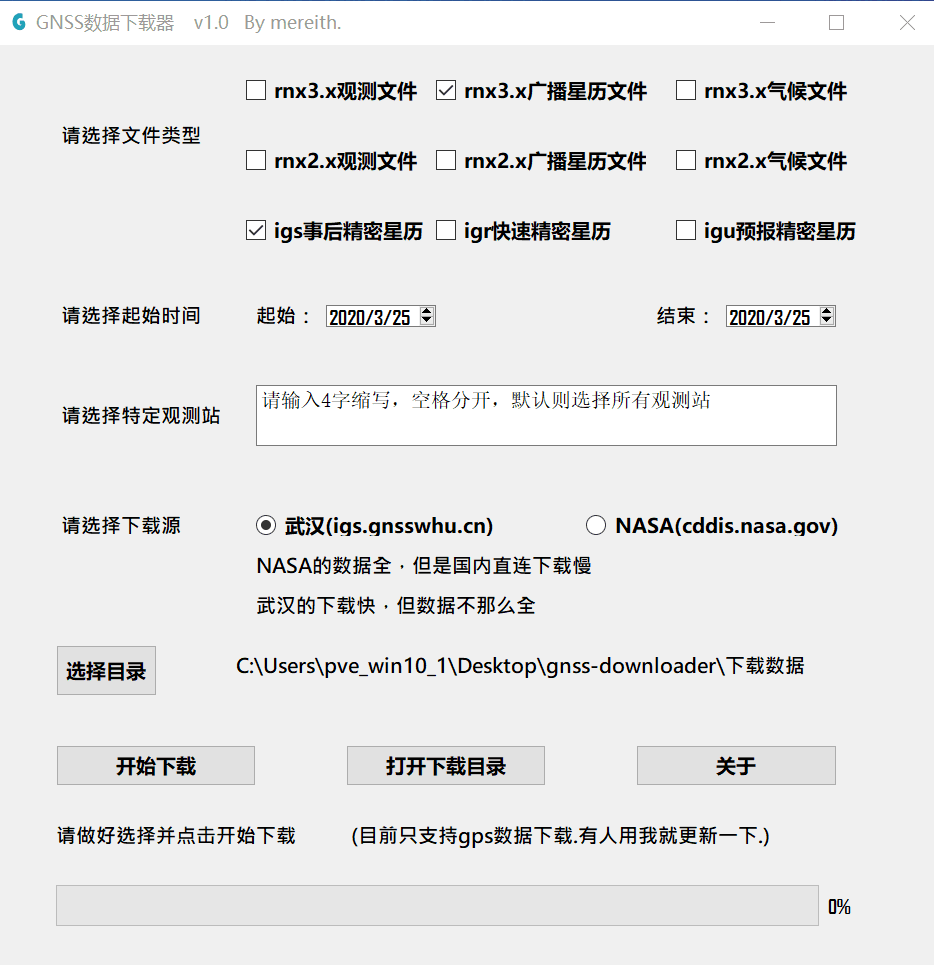 GNSS数据下载器 v1.0 By mereith.
rnx3.x观测文件 rnx3.x广播星历文件 rnx3.x气候文件
请选择文件类型
rnx2.x观测文件 rnx2.x广播星历文件 rnx2.x气候文件
igs事后精密星历 igr快速精密星历 igu预报精密星历
请选择起始时间 起始： 2020/3/25 结束： 2020/3/25
请选择特定观测站 请输入4字缩写，空格分开，默认则选择所有观测站
请选择下载源 武汉(igs.gnsswhu.cn) NASA(cddis.nasa.gov)
NASA的数据全，但是国内直连下载慢
武汉的下载快，但数据不那么全
选择目录 C:\Users\pve_win10_1\Desktop\gnss-downloader\下载数据
开始下载 打开下载目录 关于
请做好选择并点击开始下载 (目前只支持gps数据下载.有人用我就更新一下.)
0%